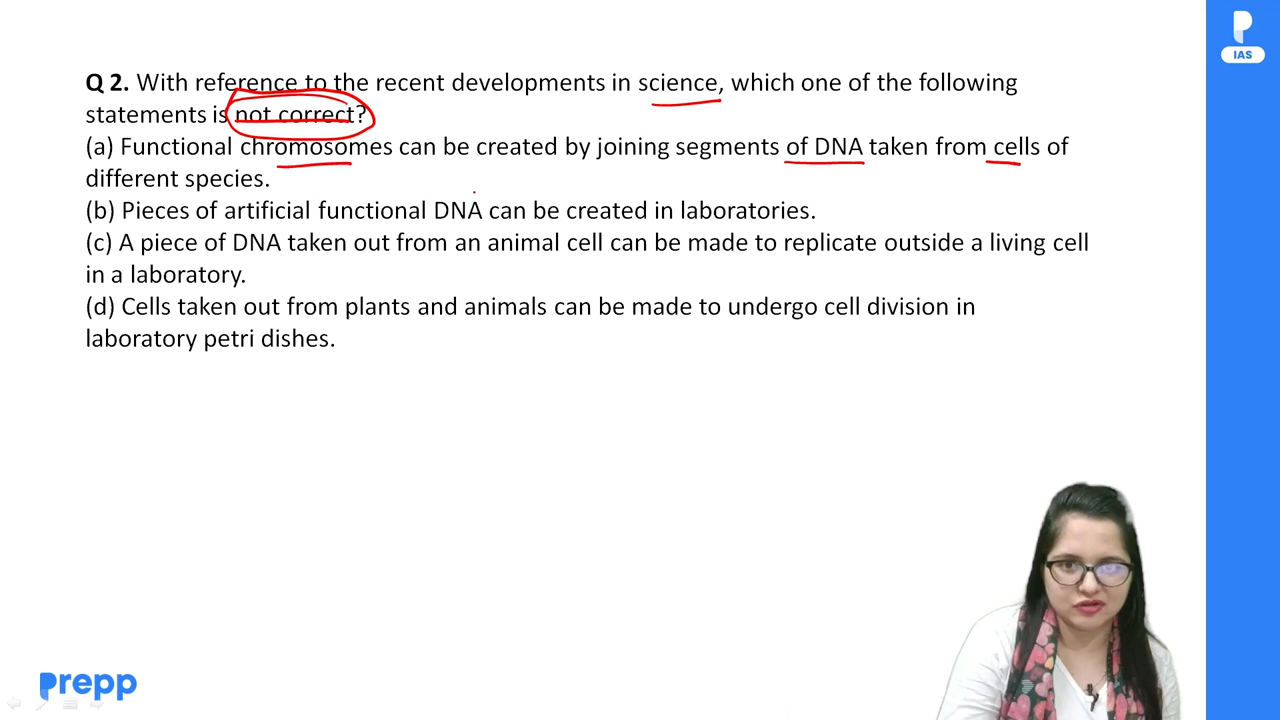 IAS
Q 2. With reference to the recent developments in science, which one of the following
statements is not correct?
(a) Functional chromosomes can be created by joining segments of DNA taken from cells of
different species.
(b) Pieces of artificial functional DNA can be created in laboratories.
(c) A piece of DNA taken out from an animal cell can be made to replicate outside a living cell
in a laboratory.
(d) Cells taken out from plants and animals can be made to undergo cell division in
laboratory petri dishes.
prepp